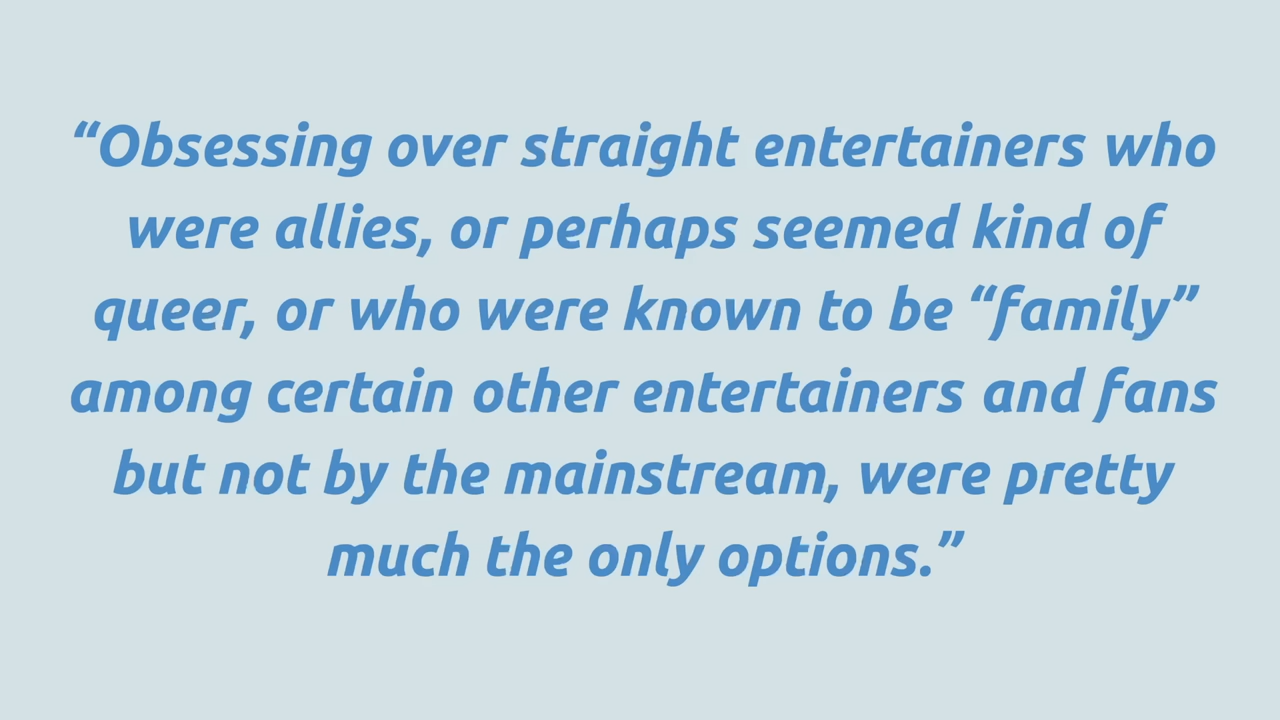 “Obsessing over straight entertainers who
were allies, or perhaps seemed kind of
queer, or who were known to be “family”
among certain other entertainers and fans
but not by the mainstream, were pretty
much the only options.”